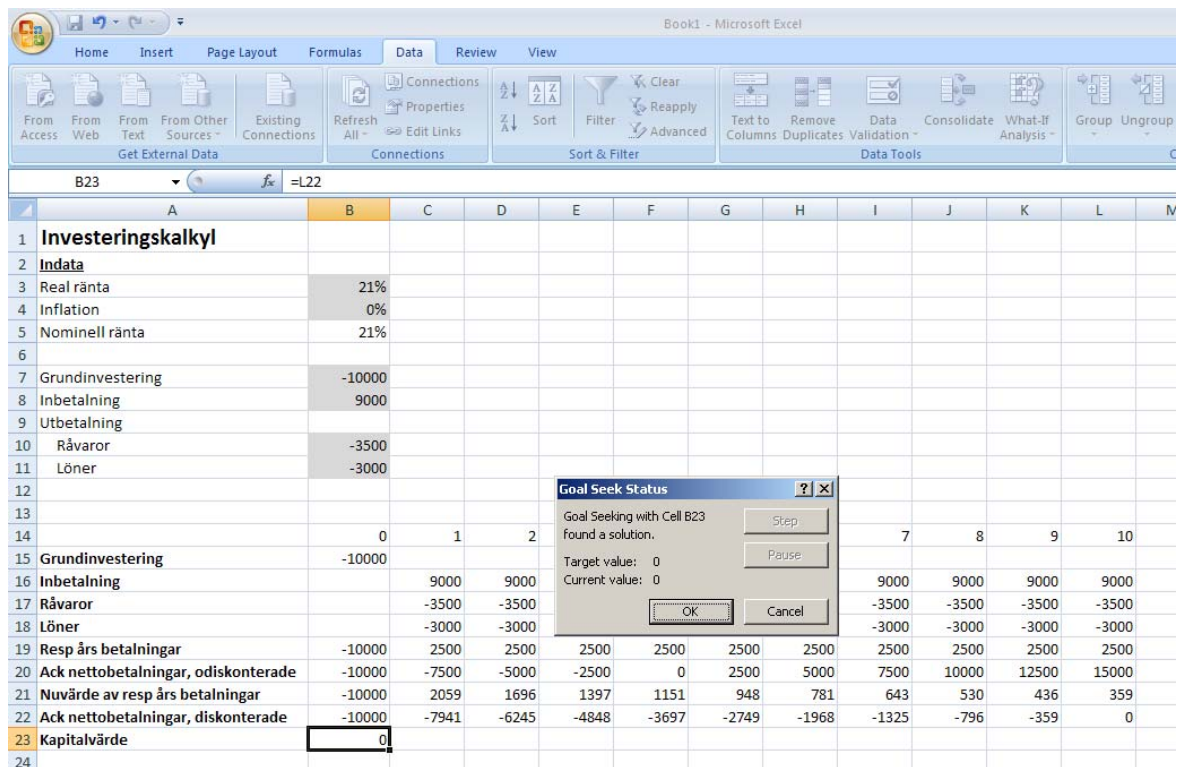 Book1 - Microsoft Excel
Home Insert Page Layout Formulas Data Review View
From Access From Web From Text From Other Sources Existing Connections Refresh All Connections Properties Edit Links Sort Filter Clear Reapply Advanced Text to Columns Remove Duplicates Data Validation Consolidate What-If Analysis Group Ungroup
Get External Data Connections Sort & Filter Data Tools
B23 fx =L22
A B C D E F G H I J K L M
1 Investeringskalkyl
2 Indata
3 Real ränta 21%
4 Inflation 0%
5 Nominell ränta 21%
6
7 Grundinvestering -10000
8 Inbetalning 9000
9 Utbetalning
10 Råvaror -3500
11 Löner -3000
12
13
14 0 1 2 7 8 9 10
15 Grundinvestering -10000
16 Inbetalning 9000 9000 9000 9000 9000 9000
17 Råvaror -3500 -3500 -3500 -3500 -3500 -3500
18 Löner -3000 -3000 -3000 -3000 -3000 -3000
19 Resp års betalningar -10000 2500 2500 2500 2500 2500 2500 2500 2500 2500 2500
20 Ack nettobetalningar, odiskonterade -10000 -7500 -5000 -2500 0 2500 5000 7500 10000 12500 15000
21 Nuvärde av resp års betalningar -10000 2059 1696 1397 1151 948 781 643 530 436 359
22 Ack nettobetalningar, diskonterade -10000 -7941 -6245 -4848 -3697 -2749 -1968 -1325 -796 -359 0
23 Kapitalvärde 0
24
Goal Seek Status
Goal Seeking with Cell B23
found a solution.
Target value: 0
Current value: 0
Step
Pause
OK Cancel